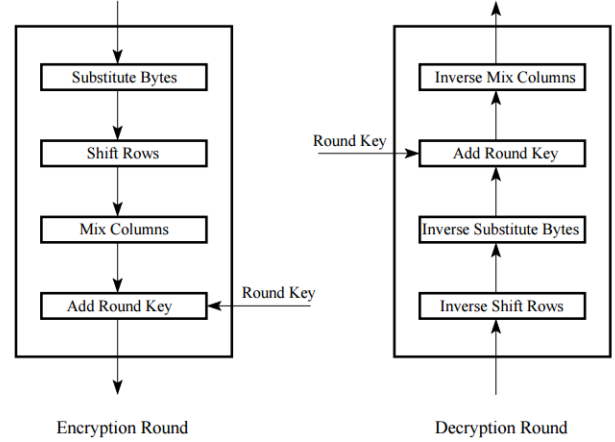 Substitute Bytes
Shift Rows
Mix Columns
Add Round Key
Round Key
Encryption Round
Inverse Mix Columns
Round Key
Add Round Key
Inverse Substitute Bytes
Inverse Shift Rows
Decryption Round